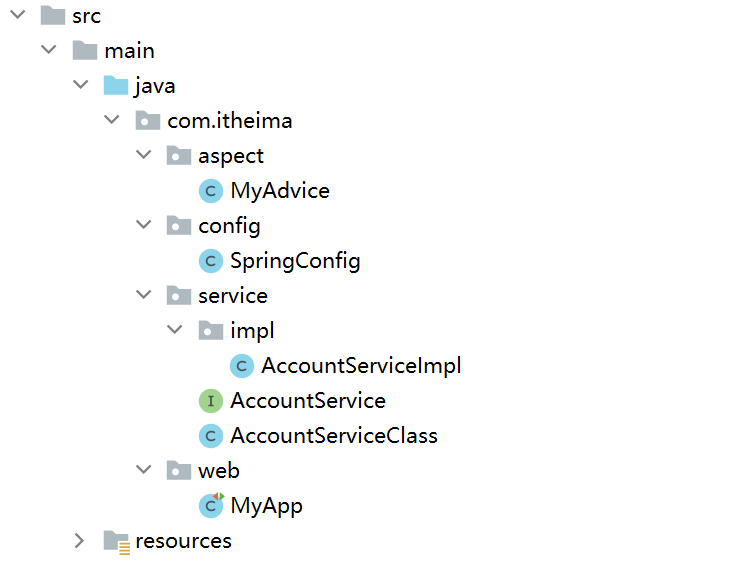 src
main
java
com.itheima
aspect
C MyAdvice
config
C SpringConfig
service
impl
C AccountServiceImpl
I AccountService
C AccountServiceClass
web
C MyApp
resources